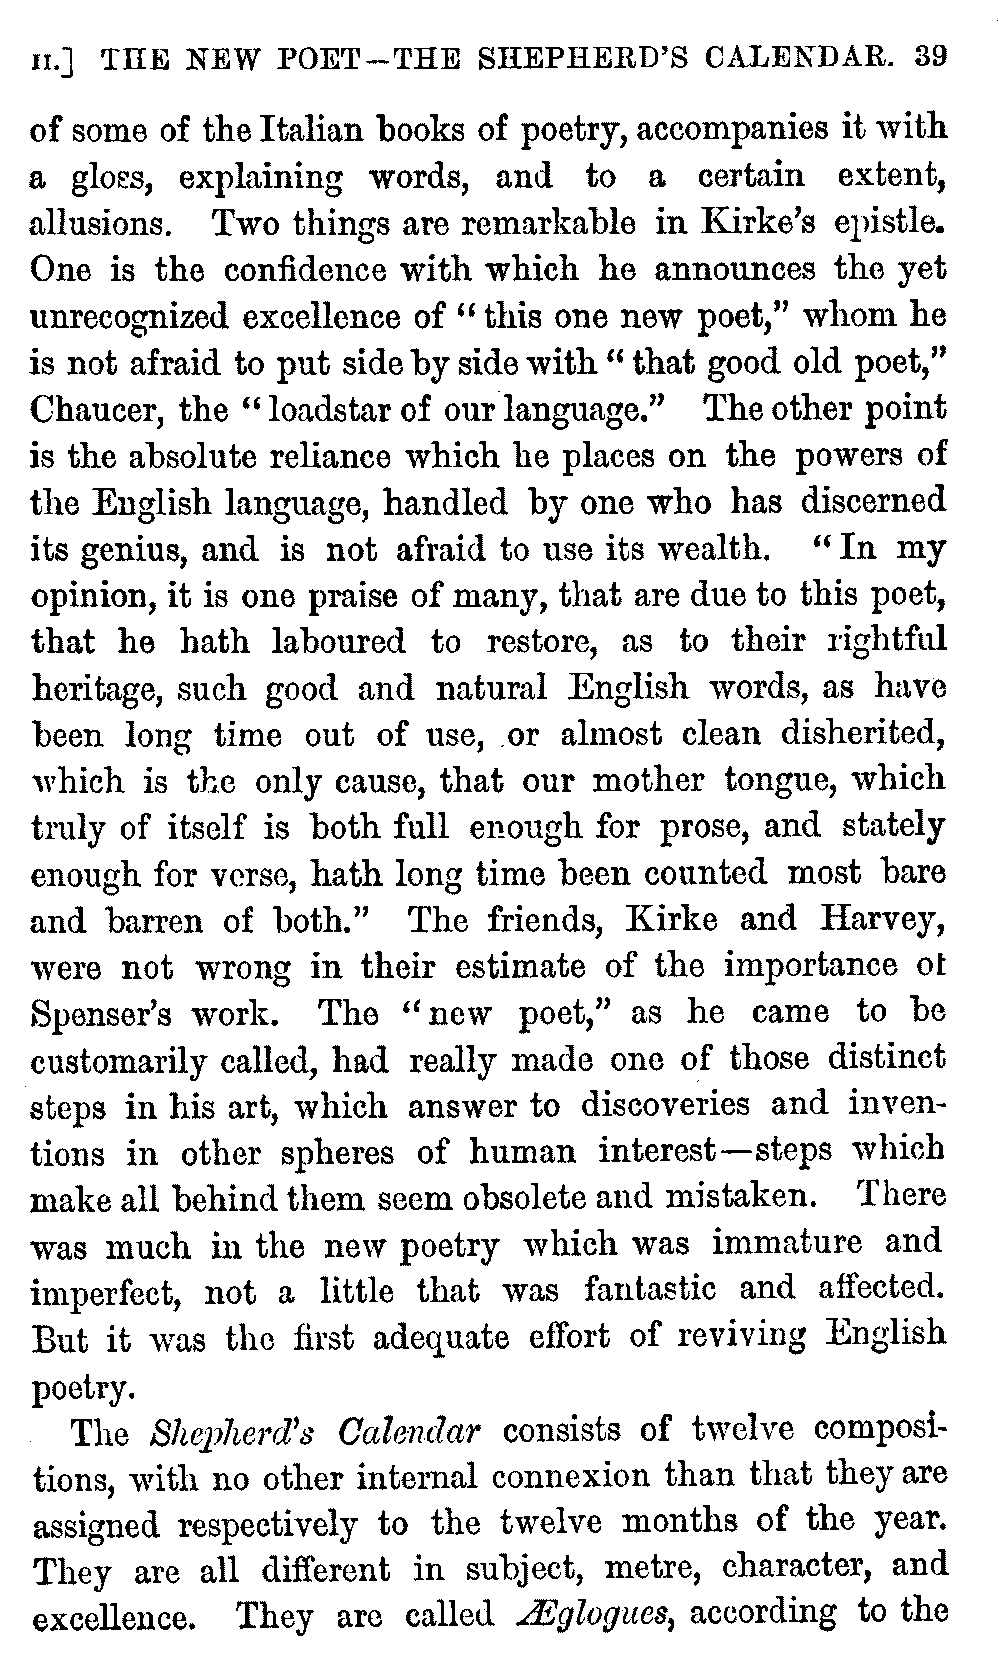 II.] THE NEW POET—THE SHEPHERD'S CALENDAR. 39
of some of the Italian books of poetry, accompanies it with
a gloss, explaining words, and to a certain extent,
allusions. Two things are remarkable in Kirke's epistle.
One is the confidence with which he announces the yet
unrecognized excellence of "this one new poet," whom he
is not afraid to put side by side with "that good old poet,"
Chaucer, the "loadstar of our language." The other point
is the absolute reliance which he places on the powers of
the English language, handled by one who has discerned
its genius, and is not afraid to use its wealth. "In my
opinion, it is one praise of many, that are due to this poet,
that he hath laboured to restore, as to their rightful
heritage, such good and natural English words, as have
been long time out of use, or almost clean disherited,
which is the only cause, that our mother tongue, which
truly of itself is both full enough for prose, and stately
enough for verse, hath long time been counted most bare
and barren of both." The friends, Kirke and Harvey,
were not wrong in their estimate of the importance of
Spenser's work. The "new poet," as he came to be
customarily called, had really made one of those distinct
steps in his art, which answer to discoveries and inven-
tions in other spheres of human interest—steps which
make all behind them seem obsolete and mistaken. There
was much in the new poetry which was immature and
imperfect, not a little that was fantastic and affected.
But it was the first adequate effort of reviving English
poetry.
The Shepherd's Calendar consists of twelve composi-
tions, with no other internal connexion than that they are
assigned respectively to the twelve months of the year.
They are all different in subject, metre, character, and
excellence. They are called Æglogues, according to the